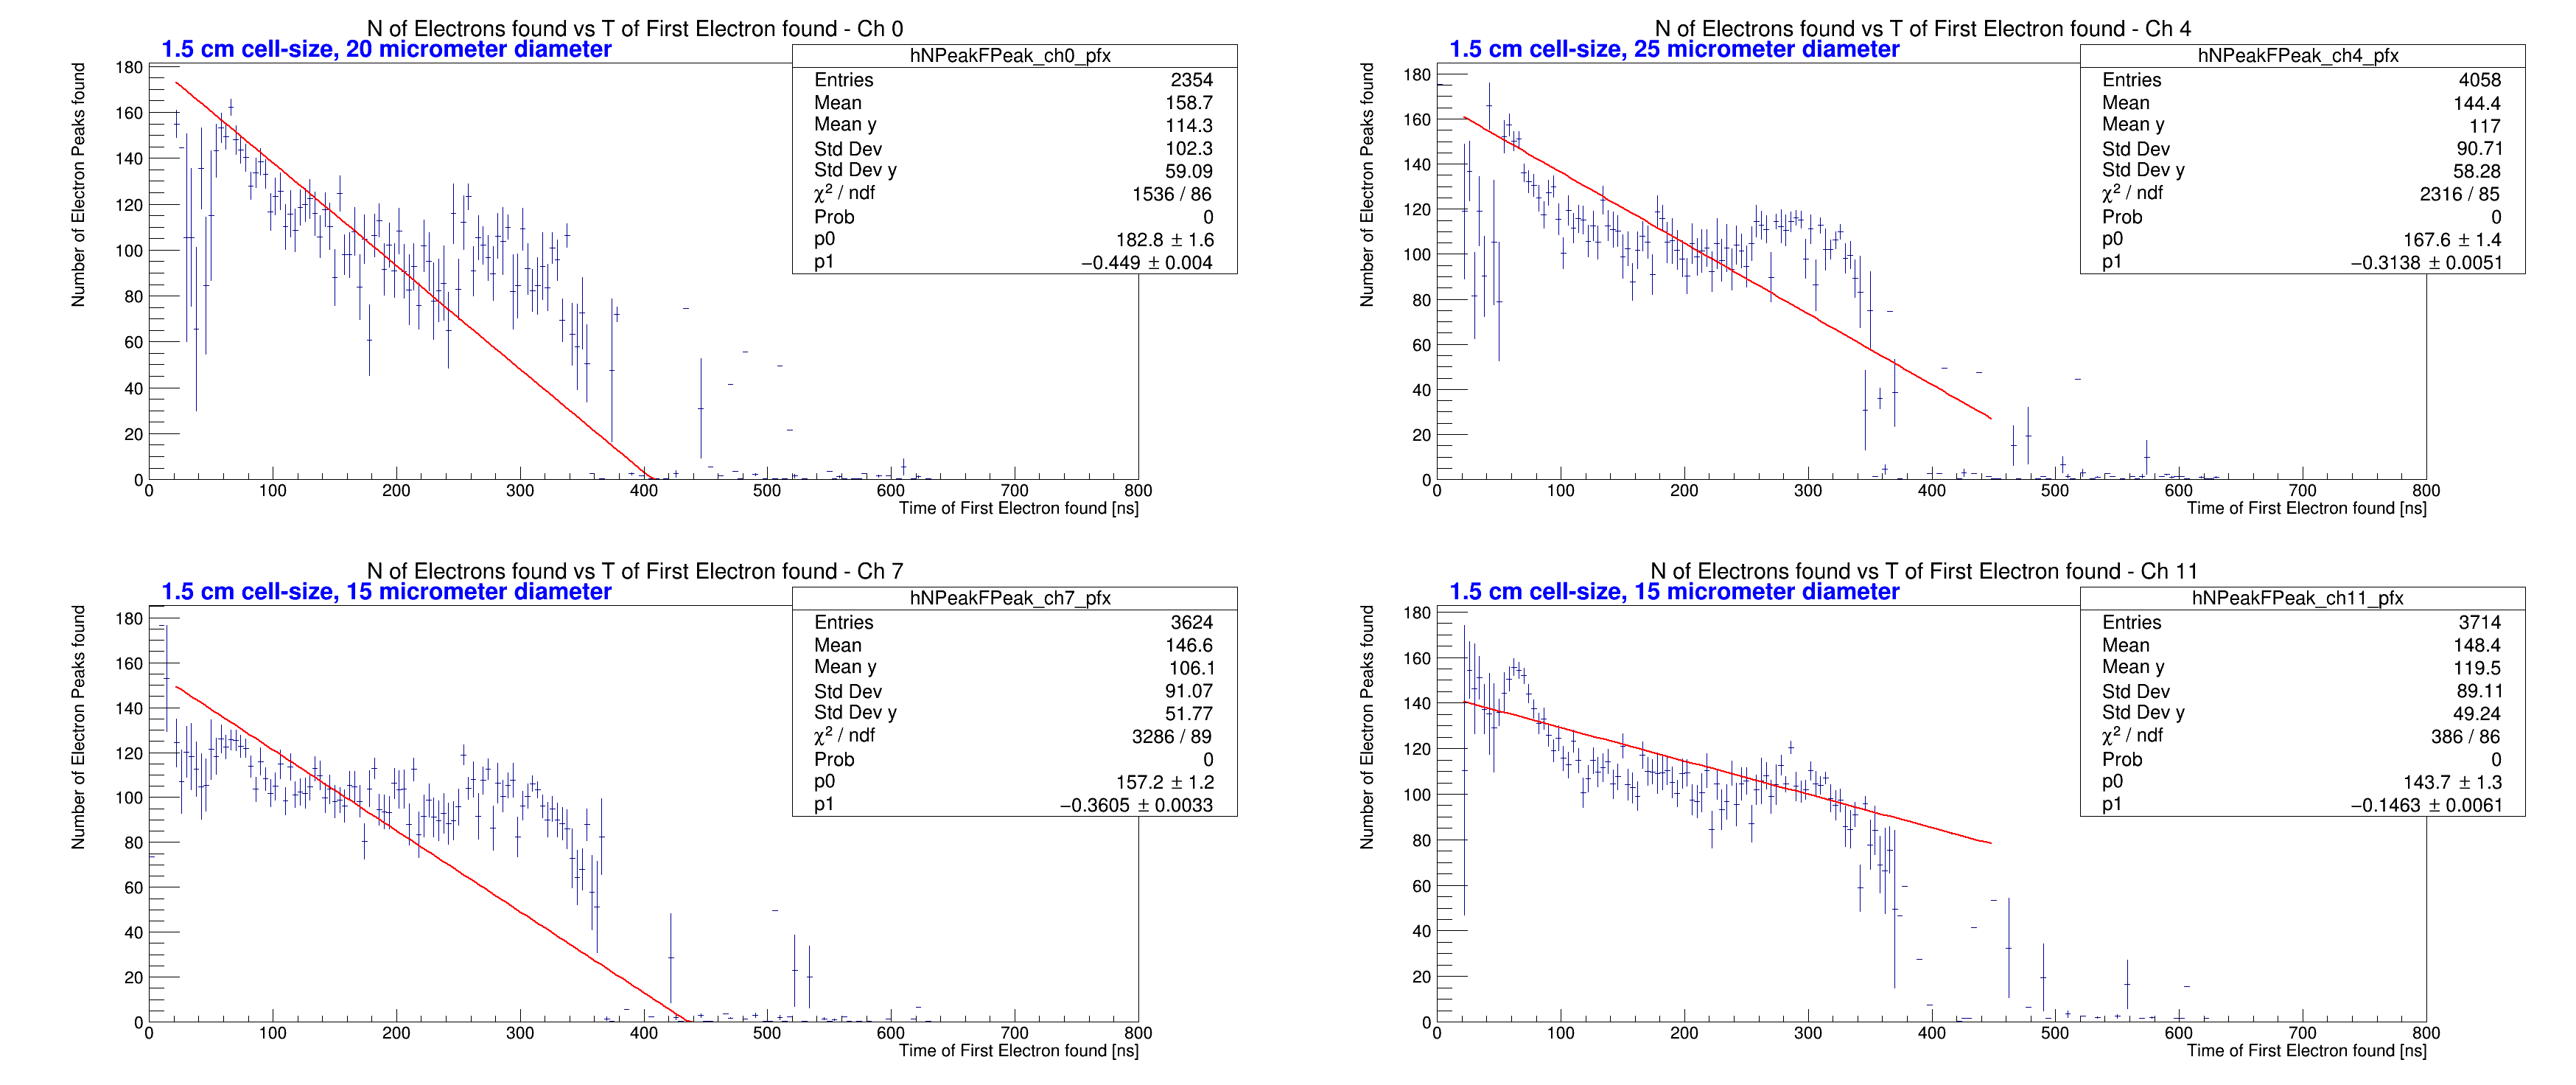 N of Electrons found vs T of First Electron found - Ch 0
1.5 cm cell-size, 20 micrometer diameter
hNPeakFPeak_ch0_pfx
Entries 2354
Mean 158.7
Mean y 114.3
Std Dev 102.3
Std Dev y 59.09
χ² / ndf 1536 / 86
Prob 0
p0 182.8 ± 1.6
p1 −0.449 ± 0.004
Number of Electron Peaks found
180
160
140
120
100
80
60
40
20
0
0 100 200 300 400 500 600 700 800
Time of First Electron found [ns]
N of Electrons found vs T of First Electron found - Ch 4
1.5 cm cell-size, 25 micrometer diameter
hNPeakFPeak_ch4_pfx
Entries 4058
Mean 144.4
Mean y 117
Std Dev 90.71
Std Dev y 58.28
χ² / ndf 2316 / 85
Prob 0
p0 167.6 ± 1.4
p1 −0.3138 ± 0.0051
Number of Electron Peaks found
180
160
140
120
100
80
60
40
20
0
0 100 200 300 400 500 600 700 800
Time of First Electron found [ns]
N of Electrons found vs T of First Electron found - Ch 7
1.5 cm cell-size, 15 micrometer diameter
hNPeakFPeak_ch7_pfx
Entries 3624
Mean 146.6
Mean y 106.1
Std Dev 91.07
Std Dev y 51.77
χ² / ndf 3286 / 89
Prob 0
p0 157.2 ± 1.2
p1 −0.3605 ± 0.0033
Number of Electron Peaks found
180
160
140
120
100
80
60
40
20
0
0 100 200 300 400 500 600 700 800
Time of First Electron found [ns]
N of Electrons found vs T of First Electron found - Ch 11
1.5 cm cell-size, 15 micrometer diameter
hNPeakFPeak_ch11_pfx
Entries 3714
Mean 148.4
Mean y 119.5
Std Dev 89.11
Std Dev y 49.24
χ² / ndf 386 / 86
Prob 0
p0 143.7 ± 1.3
p1 −0.1463 ± 0.0061
Number of Electron Peaks found
180
160
140
120
100
80
60
40
20
0
0 100 200 300 400 500 600 700 800
Time of First Electron found [ns]